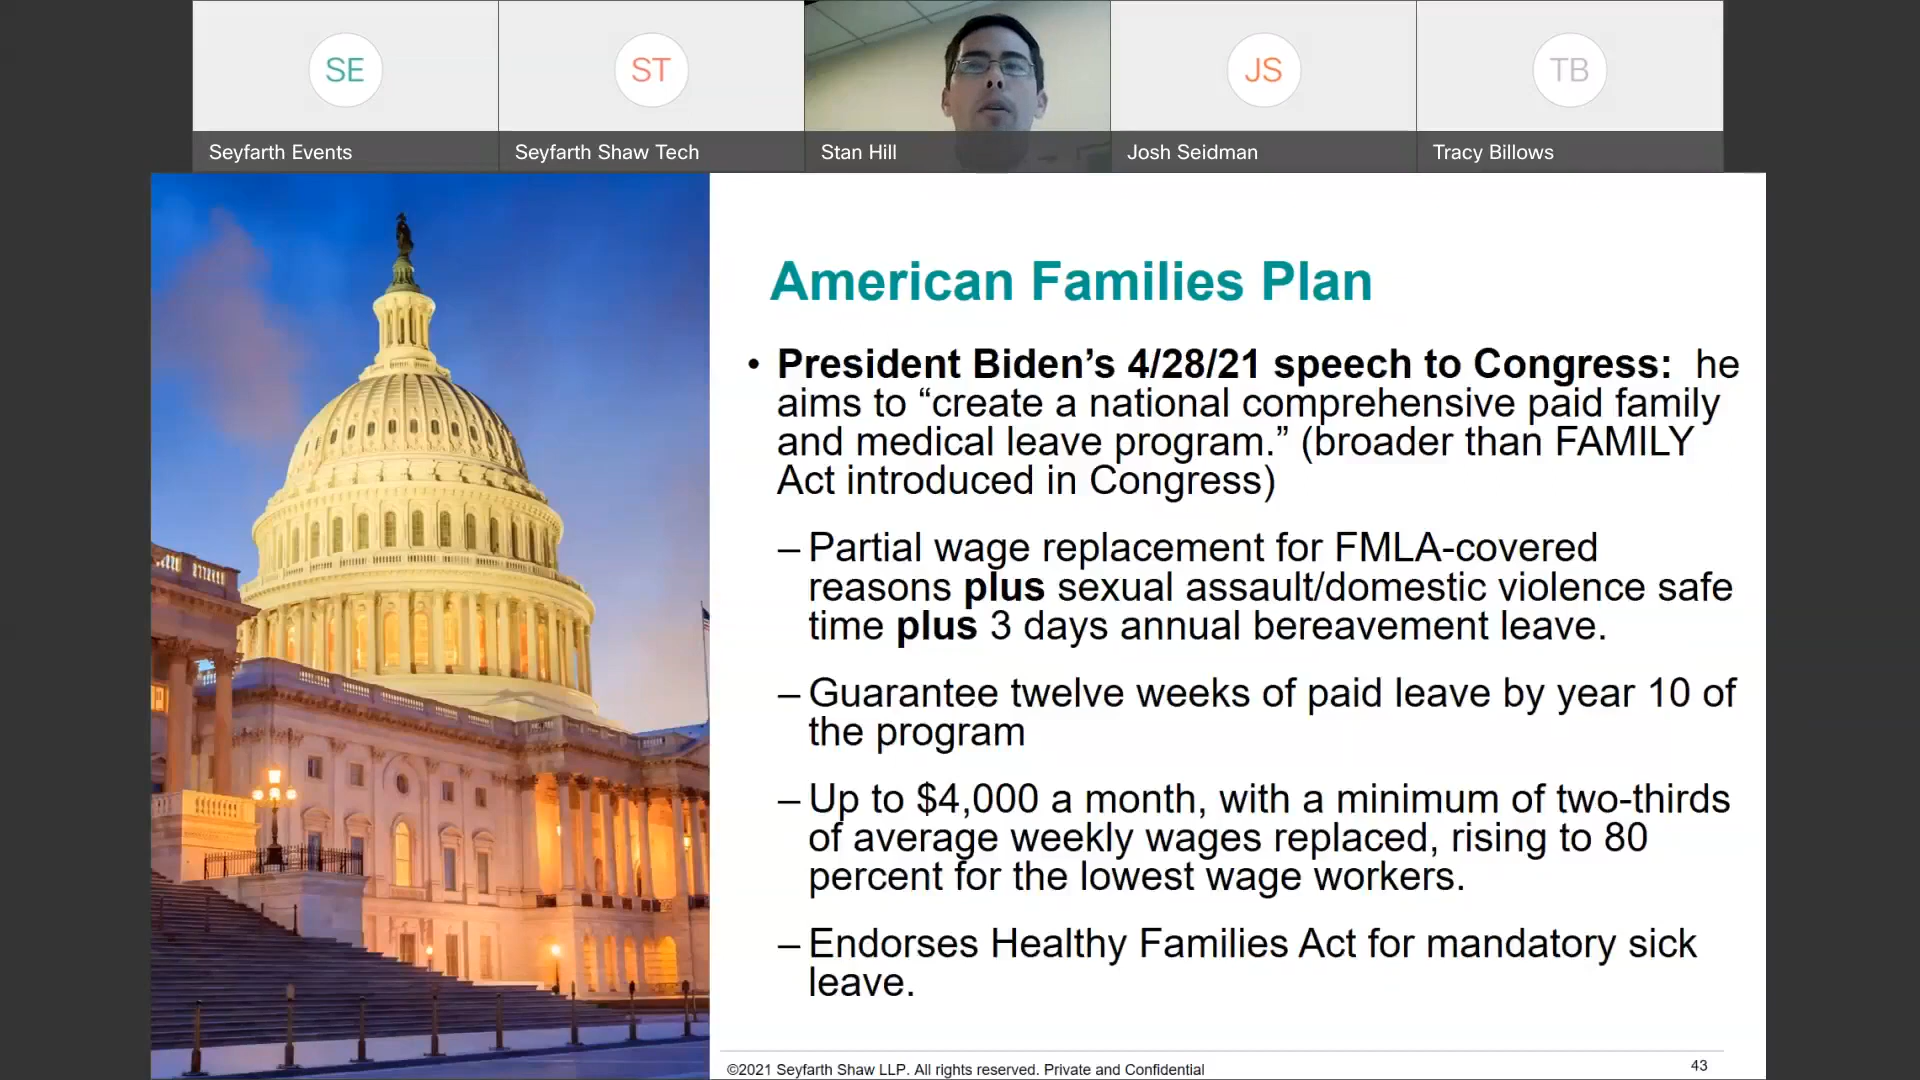 SE
ST
JS
TB
Seyfarth Events
Seyfarth Shaw Tech
Stan Hill
Josh Seidman
Tracy Billows
American Families Plan
• President Biden’s 4/28/21 speech to Congress:  he
aims to “create a national comprehensive paid family
and medical leave program.” (broader than FAMILY
Act introduced in Congress)
– Partial wage replacement for FMLA-covered
reasons plus sexual assault/domestic violence safe
time plus 3 days annual bereavement leave.
– Guarantee twelve weeks of paid leave by year 10 of
the program
– Up to $4,000 a month, with a minimum of two-thirds
of average weekly wages replaced, rising to 80
percent for the lowest wage workers.
– Endorses Healthy Families Act for mandatory sick
leave.
©2021 Seyfarth Shaw LLP. All rights reserved. Private and Confidential
43